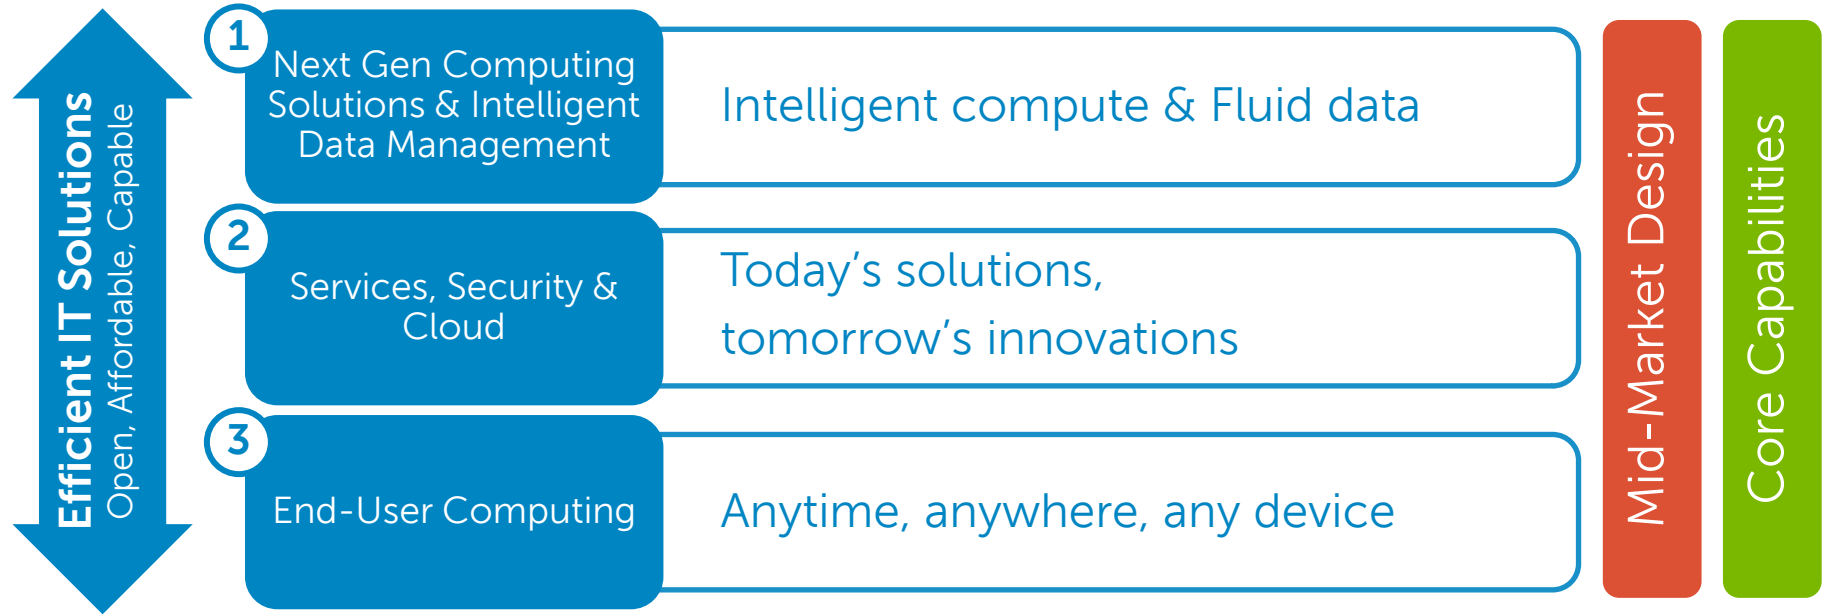 Efficient IT Solutions
Open, Affordable, Capable
1
Next Gen Computing
Solutions & Intelligent
Data Management
Intelligent compute & Fluid data
2
Services, Security &
Cloud
Today’s solutions,
tomorrow’s innovations
3
End-User Computing
Anytime, anywhere, any device
Mid-Market Design
Core Capabilities